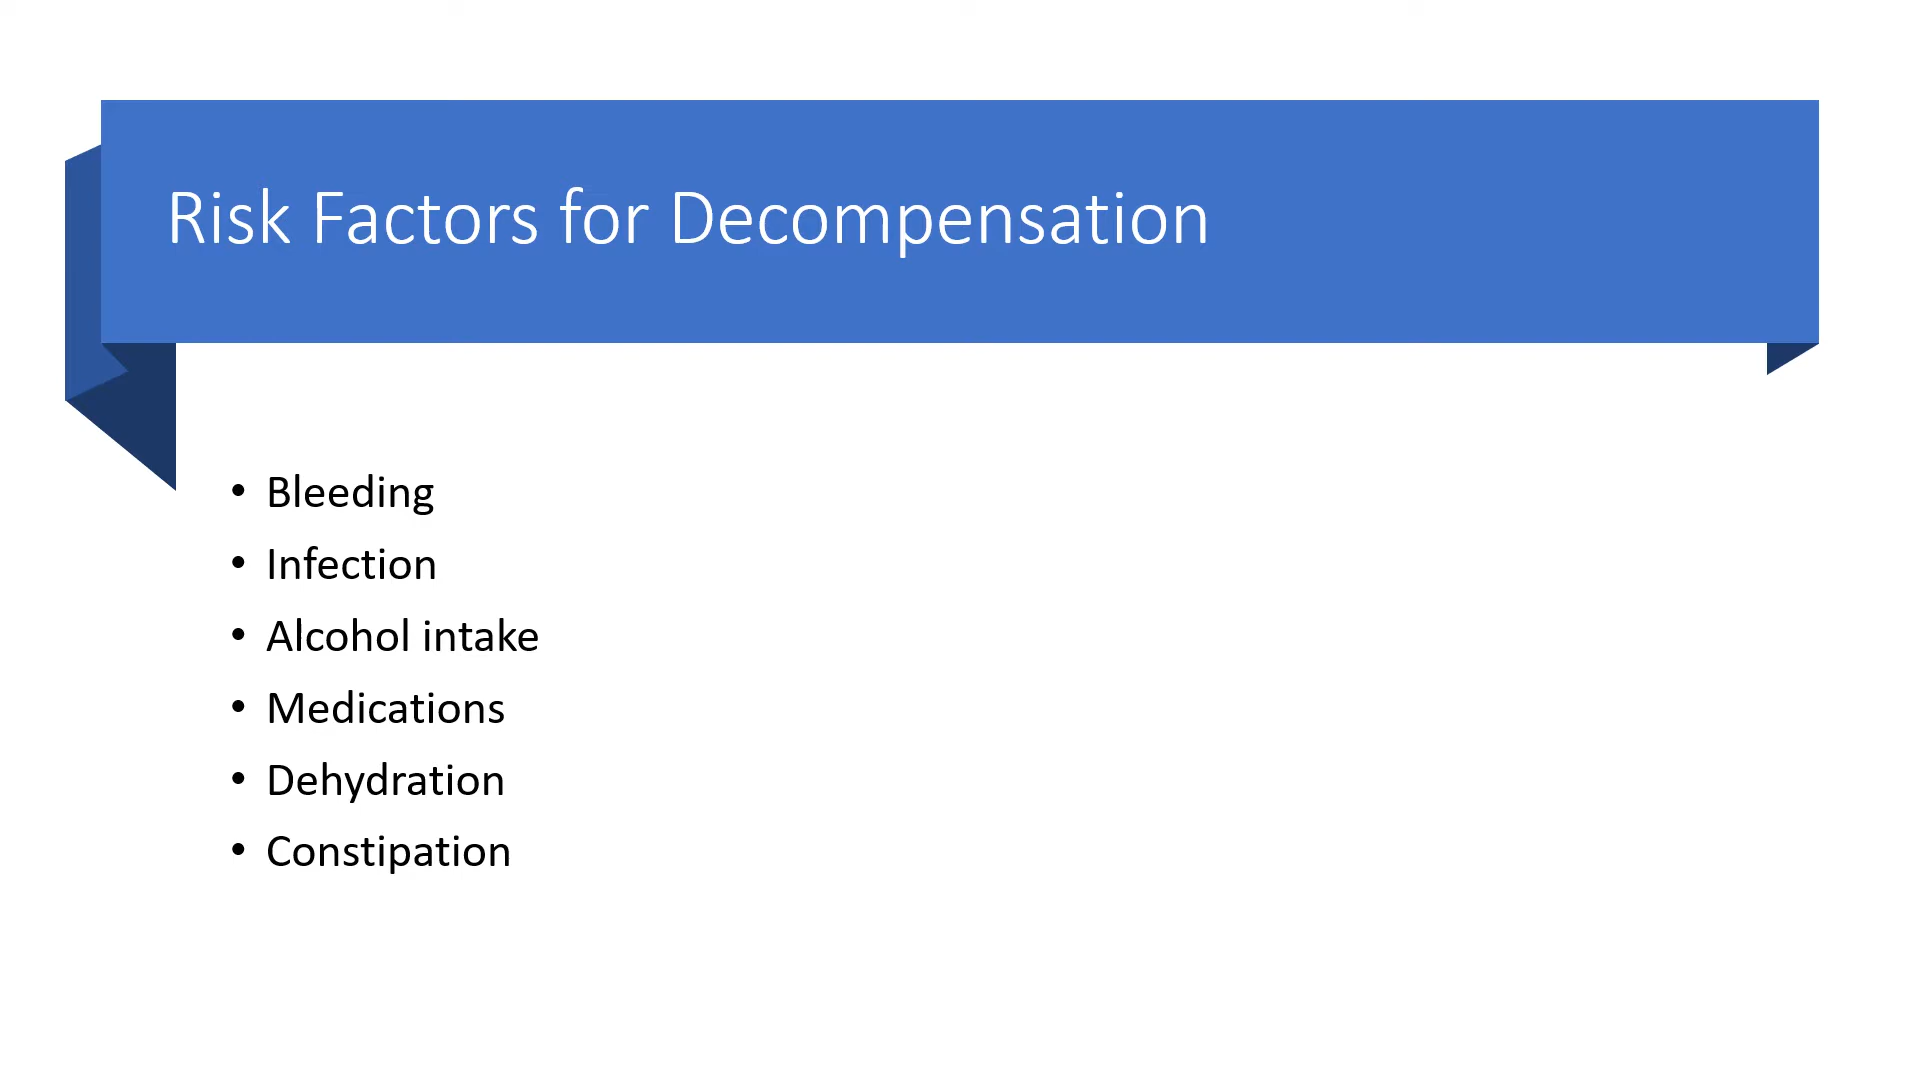 Risk Factors for Decompensation
• Bleeding
• Infection
• Alcohol intake
• Medications
• Dehydration
• Constipation